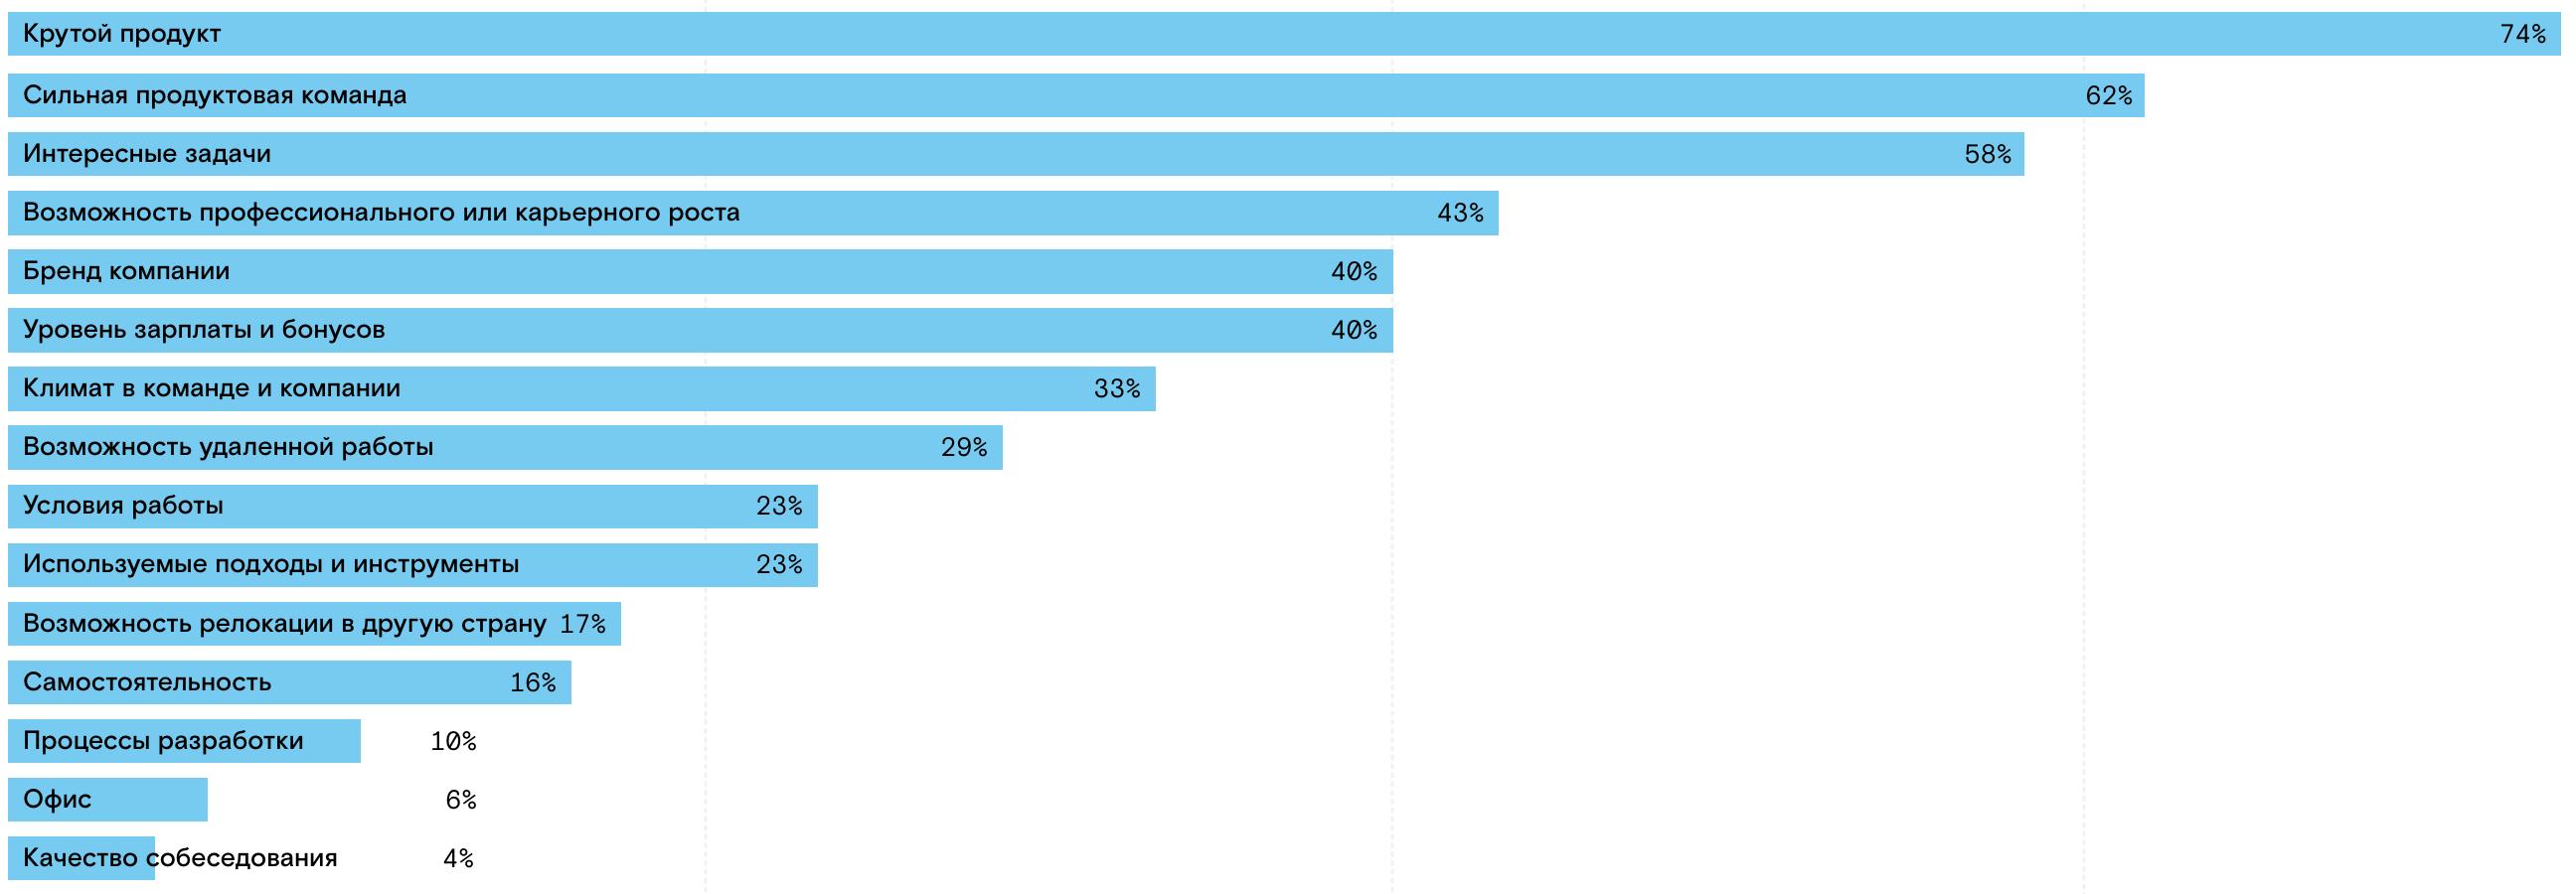 Крутой продукт 74%
Сильная продуктовая команда 62%
Интересные задачи 58%
Возможность профессионального или карьерного роста 43%
Бренд компании 40%
Уровень зарплаты и бонусов 40%
Климат в команде и компании 33%
Возможность удаленной работы 29%
Условия работы 23%
Используемые подходы и инструменты 23%
Возможность релокации в другую страну 17%
Самостоятельность 16%
Процессы разработки 10%
Офис 6%
Качество собеседования 4%